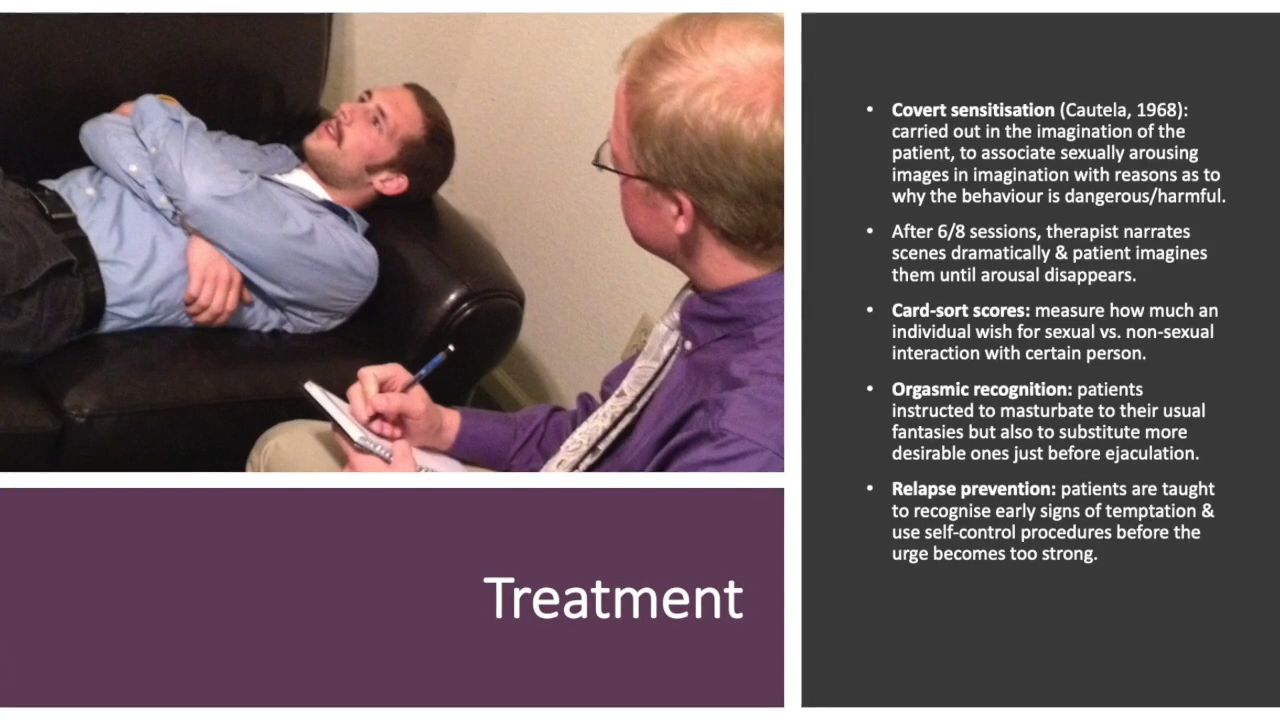 Treatment
• Covert sensitisation (Cautela, 1968):
carried out in the imagination of the
patient, to associate sexually arousing
images in imagination with reasons as to
why the behaviour is dangerous/harmful.
• After 6/8 sessions, therapist narrates
scenes dramatically & patient imagines
them until arousal disappears.
• Card-sort scores: measure how much an
individual wish for sexual vs. non-sexual
interaction with certain person.
• Orgasmic recognition: patients
instructed to masturbate to their usual
fantasies but also to substitute more
desirable ones just before ejaculation.
• Relapse prevention: patients are taught
to recognise early signs of temptation &
use self-control procedures before the
urge becomes too strong.